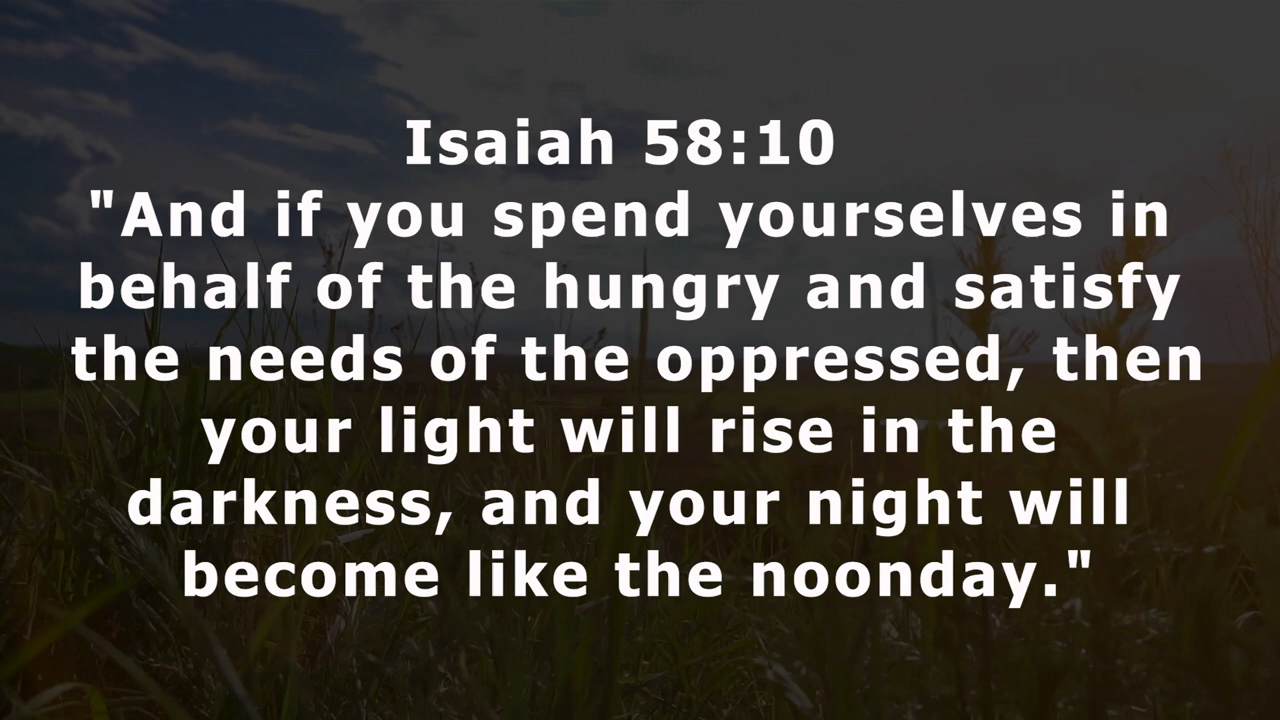 Isaiah 58:10
"And if you spend yourselves in
behalf of the hungry and satisfy
the needs of the oppressed, then
your light will rise in the
darkness, and your night will
become like the noonday."